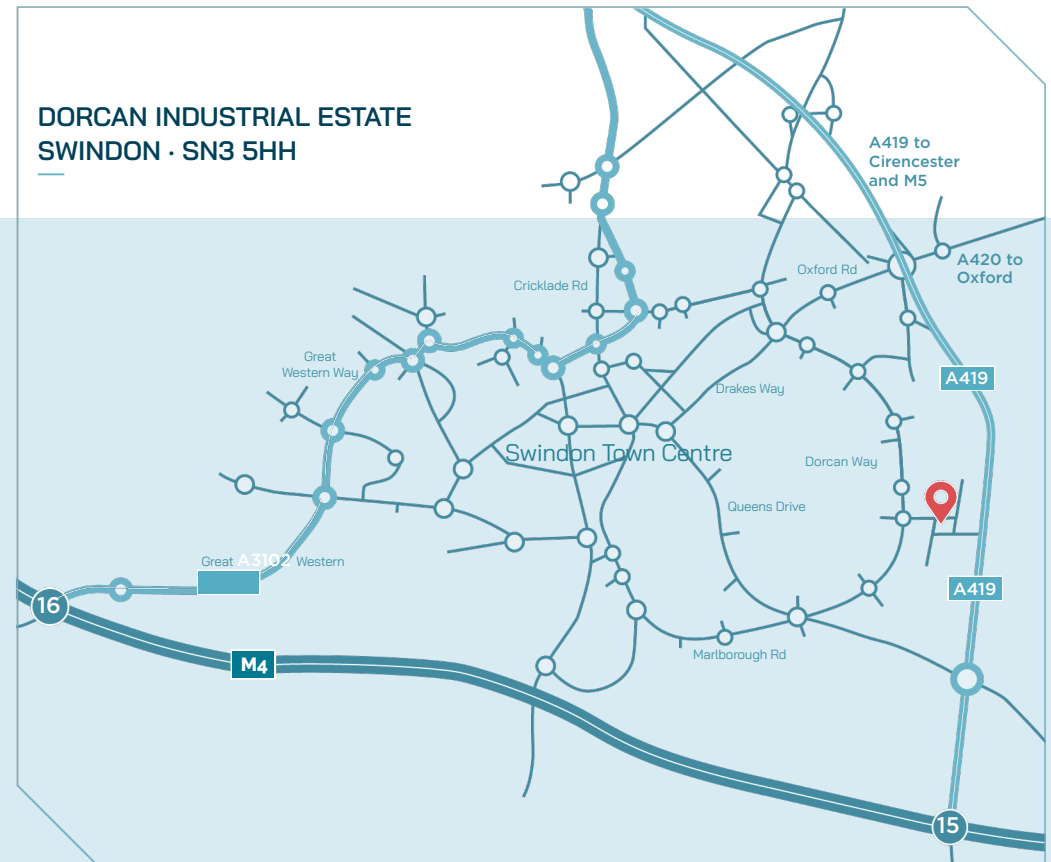 DORCAN INDUSTRIAL ESTATE
SWINDON · SN3 5HH
A419 to
Cirencester
and M5
A420 to
Oxford
Oxford Rd
Cricklade Rd
Great
Western Way
A419
Drakes Way
Swindon Town Centre
Dorcan Way
Queens Drive
Great A3102 Western
A419
16
M4
Marlborough Rd
15